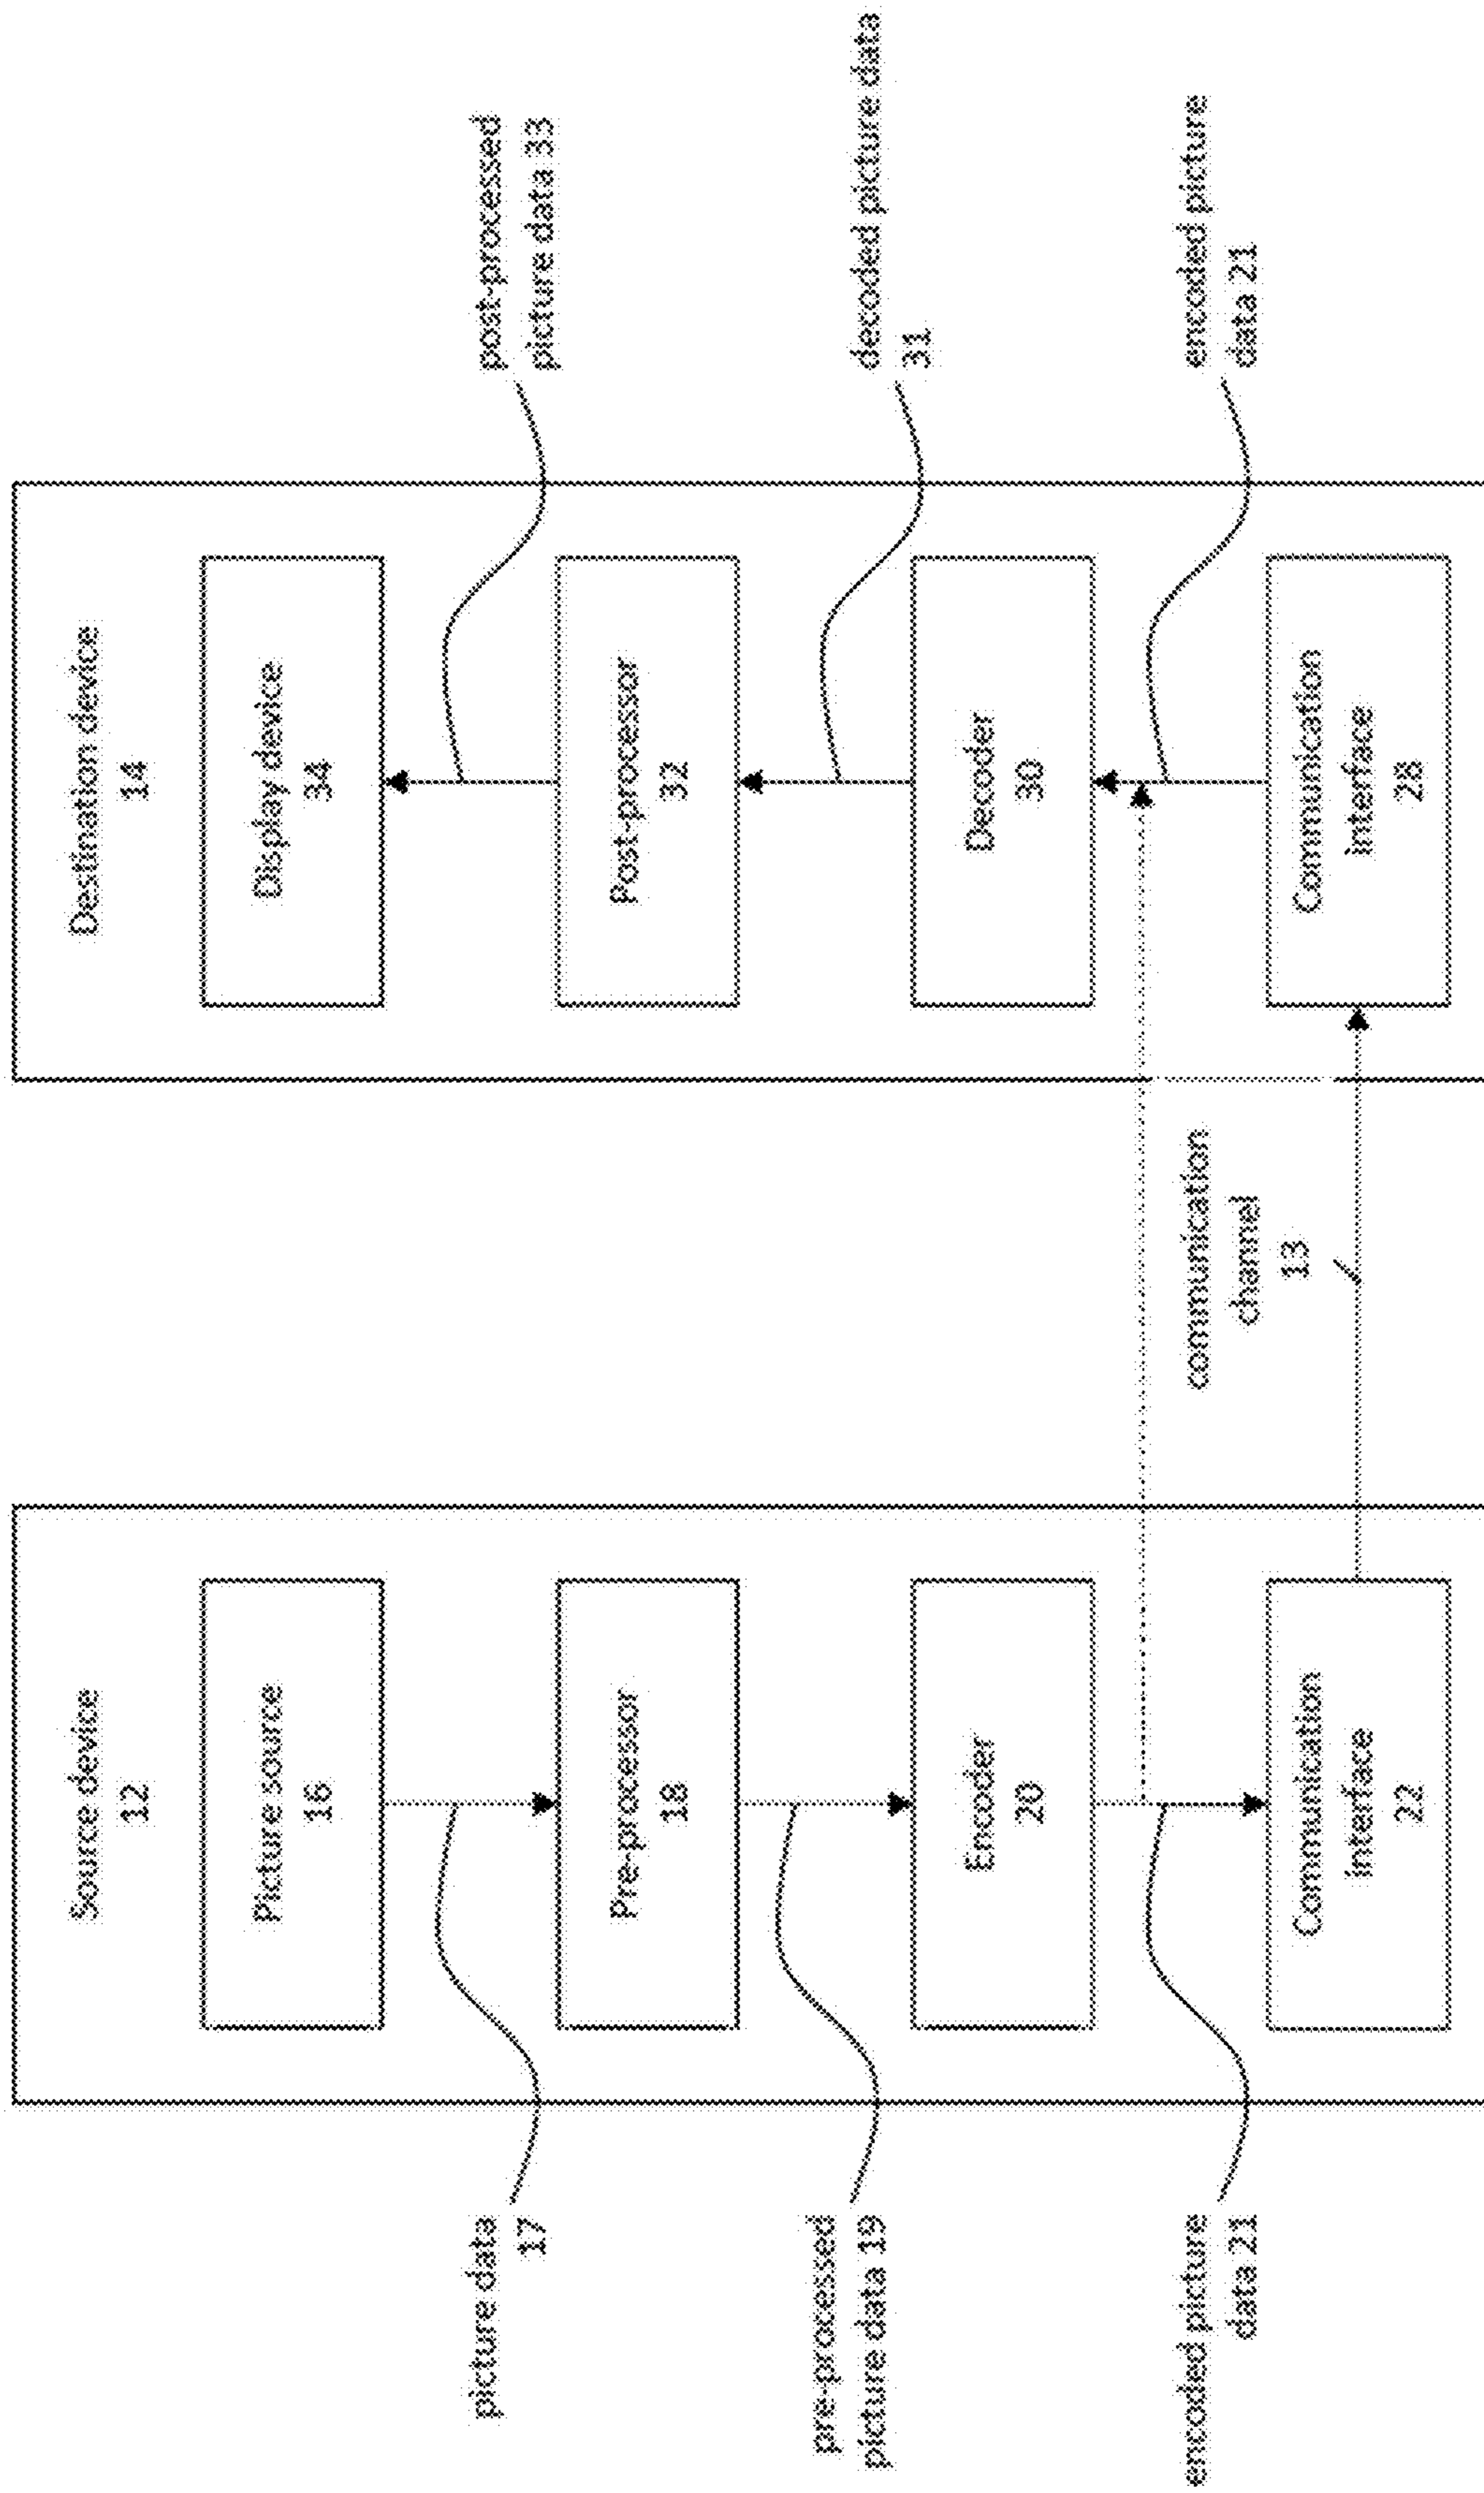 Source device
12
Picture source
16
picture data
17
Pre-processor
18
pre-processed
picture data 19
Encoder
20
encoded picture
data 21
Communication
interface
22
communication
channel
13
Destination device
14
Display device
34
post-processed
picture data 33
Post-processor
32
decoded picture data
31
Decoder
30
encoded picture
data 21
Communication
interface
28